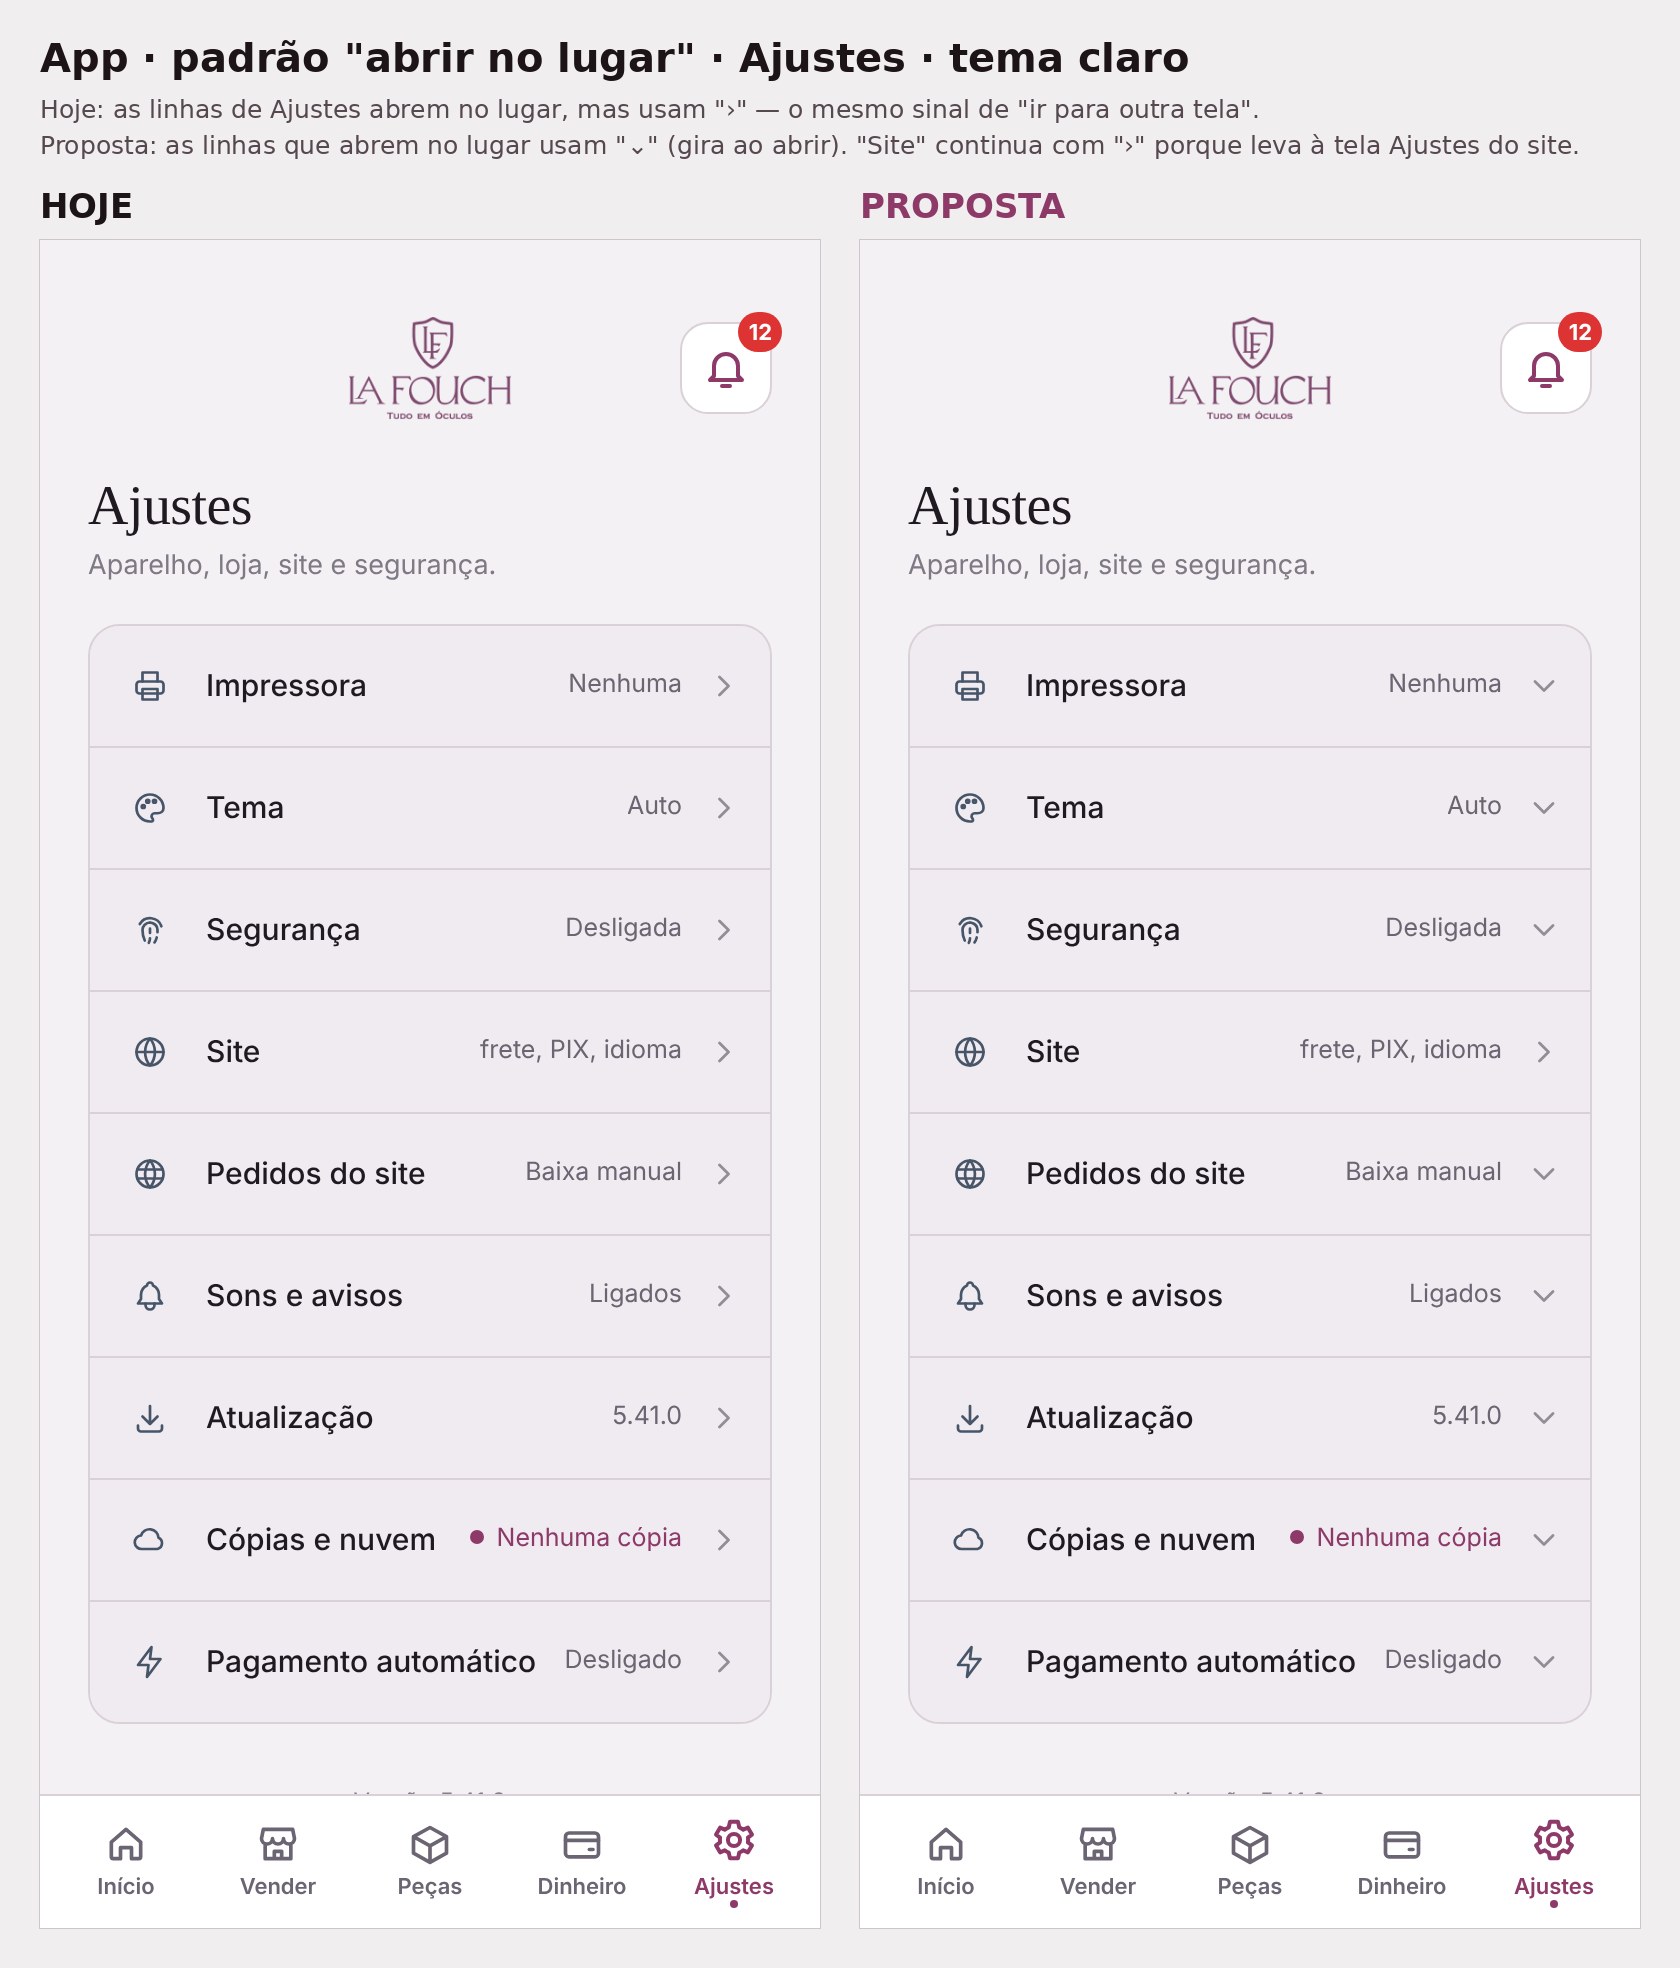 App · padrão "abrir no lugar" · Ajustes · tema claro
Hoje: as linhas de Ajustes abrem no lugar, mas usam "›" — o mesmo sinal de "ir para outra tela".
Proposta: as linhas que abrem no lugar usam "⌄" (gira ao abrir). "Site" continua com "›" porque leva à tela Ajustes do site.
HOJE
LF
LA FOUCH
TUDO EM ÓCULOS
12
Ajustes
Aparelho, loja, site e segurança.
Impressora Nenhuma
Tema Auto
Segurança Desligada
Site frete, PIX, idioma
Pedidos do site Baixa manual
Sons e avisos Ligados
Atualização 5.41.0
Cópias e nuvem ● Nenhuma cópia
Pagamento automático Desligado
Início Vender Peças Dinheiro Ajustes
PROPOSTA
LF
LA FOUCH
TUDO EM ÓCULOS
12
Ajustes
Aparelho, loja, site e segurança.
Impressora Nenhuma
Tema Auto
Segurança Desligada
Site frete, PIX, idioma
Pedidos do site Baixa manual
Sons e avisos Ligados
Atualização 5.41.0
Cópias e nuvem ● Nenhuma cópia
Pagamento automático Desligado
Início Vender Peças Dinheiro Ajustes